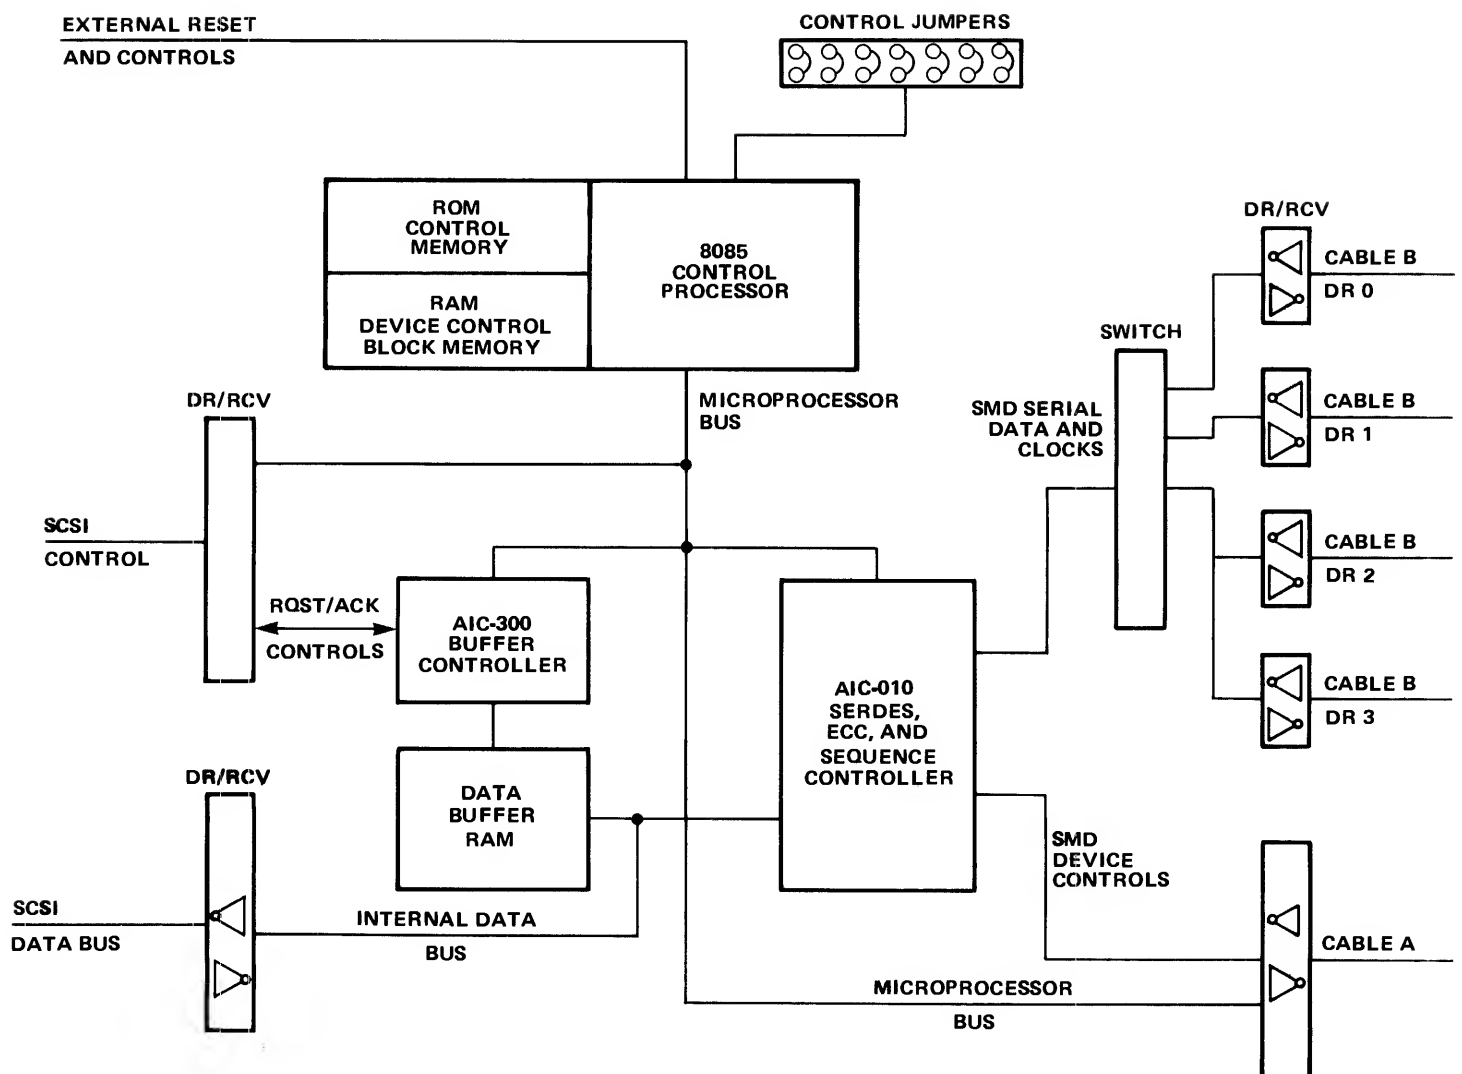 EXTERNAL RESET
AND CONTROLS
CONTROL JUMPERS
ROM
CONTROL
MEMORY
RAM
DEVICE CONTROL
BLOCK MEMORY
8085
CONTROL
PROCESSOR
DR/RCV
MICROPROCESSOR
BUS
SCSI
CONTROL
RQST/ACK
CONTROLS
AIC-300
BUFFER
CONTROLLER
DATA
BUFFER
RAM
AIC-010
SERDES,
ECC, AND
SEQUENCE
CONTROLLER
SWITCH
SMD SERIAL
DATA AND
CLOCKS
DR/RCV
CABLE B
DR 0
CABLE B
DR 1
CABLE B
DR 2
CABLE B
DR 3
DR/RCV
SCSI
DATA BUS
INTERNAL DATA
BUS
SMD
DEVICE
CONTROLS
CABLE A
MICROPROCESSOR
BUS